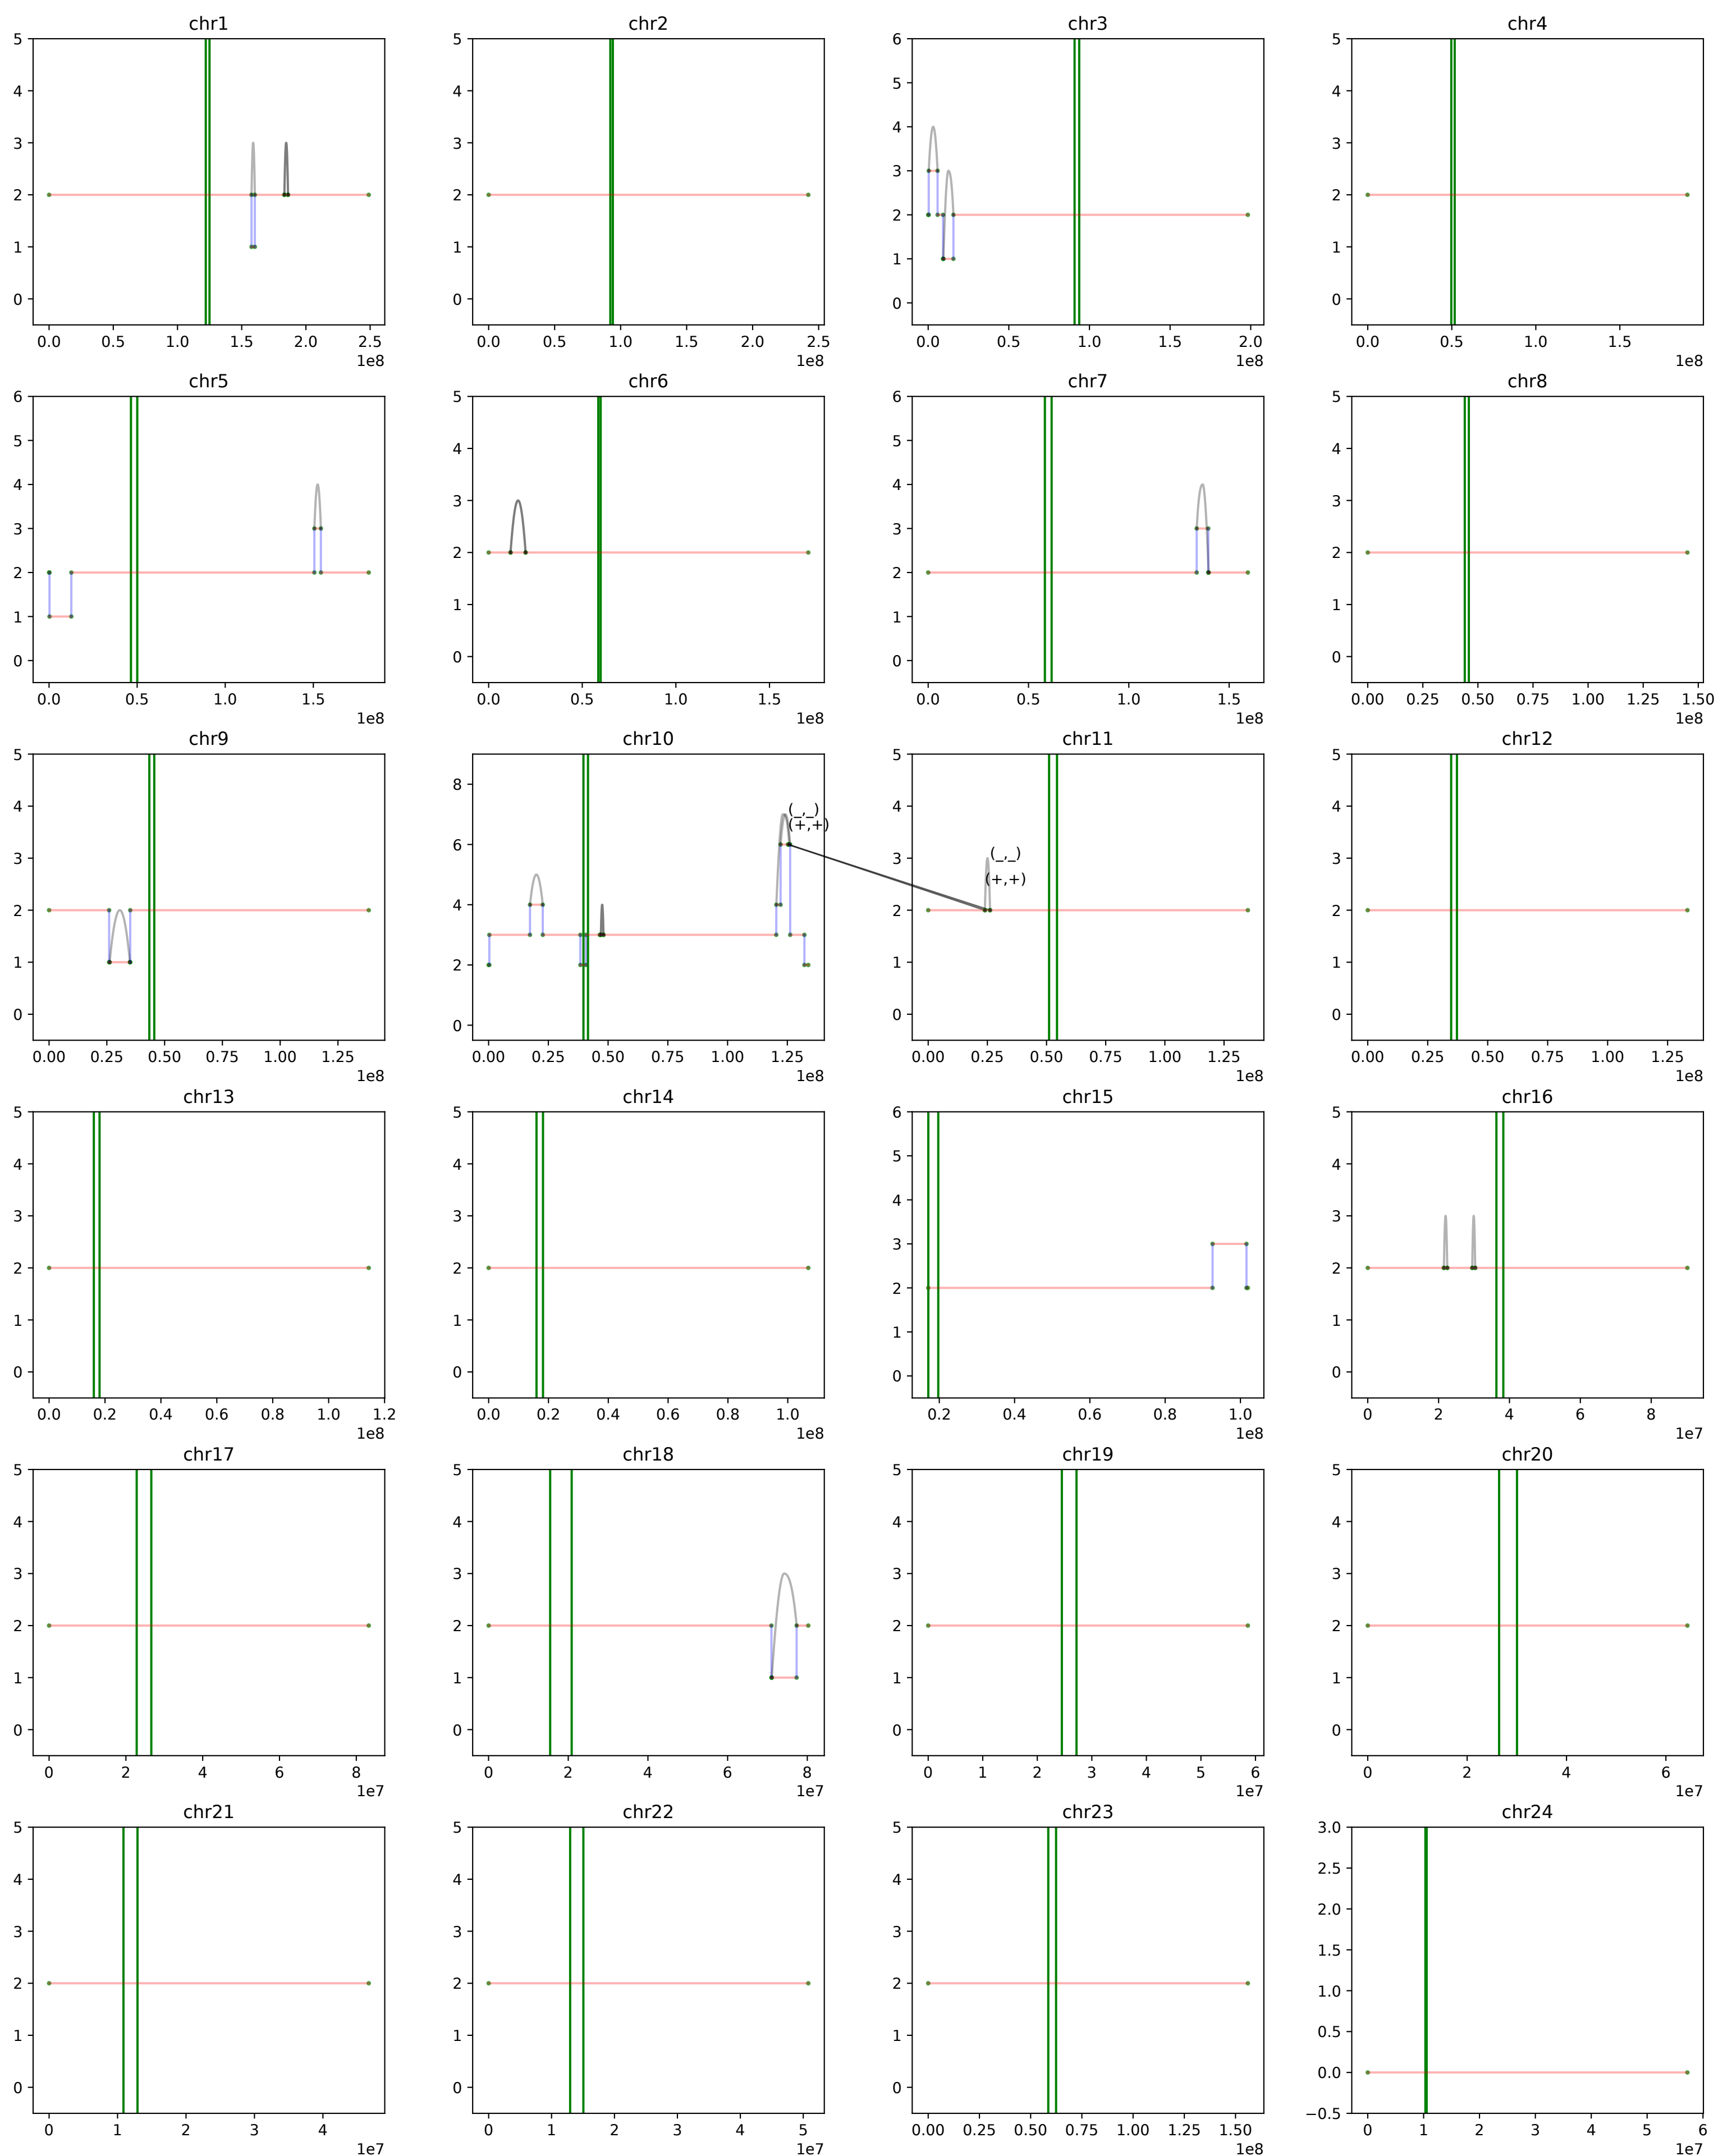 chr1 chr2 chr3 chr4
5 4 3 2 1 0
0.0 0.5 1.0 1.5 2.0 2.5
1e8
5 4 3 2 1 0
0.0 0.5 1.0 1.5 2.0 2.5
1e8
6 5 4 3 2 1 0
0.0 0.5 1.0 1.5 2.0
1e8
5 4 3 2 1 0
0.0 0.5 1.0 1.5
1e8
chr5 chr6 chr7 chr8
6 5 4 3 2 1 0
0.0 0.5 1.0 1.5
1e8
5 4 3 2 1 0
0.0 0.5 1.0 1.5
1e8
6 5 4 3 2 1 0
0.0 0.5 1.0 1.5
1e8
5 4 3 2 1 0
0.00 0.25 0.50 0.75 1.00 1.25 1.50
1e8
chr9 chr10 chr11 chr12
5 4 3 2 1 0
0.00 0.25 0.50 0.75 1.00 1.25
1e8
8 6 4 2 0
(_,_)
(+,+)
0.00 0.25 0.50 0.75 1.00 1.25
1e8
5 4 3 2 1 0
(_,_)
(+,+)
0.00 0.25 0.50 0.75 1.00 1.25
1e8
5 4 3 2 1 0
0.00 0.25 0.50 0.75 1.00 1.25
1e8
chr13 chr14 chr15 chr16
5 4 3 2 1 0
0.0 0.2 0.4 0.6 0.8 1.0 1.2
1e8
5 4 3 2 1 0
0.0 0.2 0.4 0.6 0.8 1.0
1e8
6 5 4 3 2 1 0
0.2 0.4 0.6 0.8 1.0
1e8
5 4 3 2 1 0
0 2 4 6 8
1e7
chr17 chr18 chr19 chr20
5 4 3 2 1 0
0 2 4 6 8
1e7
5 4 3 2 1 0
0 2 4 6 8
1e7
5 4 3 2 1 0
0 1 2 3 4 5 6
1e7
5 4 3 2 1 0
0 2 4 6
1e7
chr21 chr22 chr23 chr24
5 4 3 2 1 0
0 1 2 3 4
1e7
5 4 3 2 1 0
0 1 2 3 4 5
1e7
5 4 3 2 1 0
0.00 0.25 0.50 0.75 1.00 1.25 1.50
1e8
3.0 2.5 2.0 1.5 1.0 0.5 0.0 −0.5
0 1 2 3 4 5 6
1e7